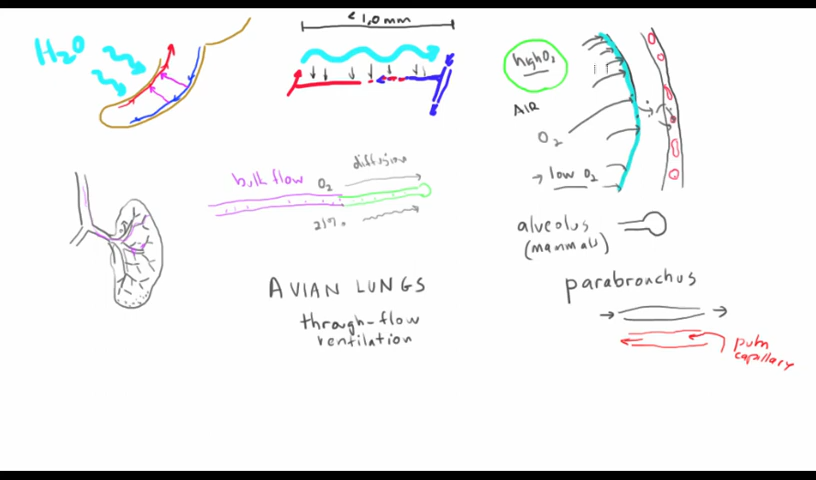 H2O
< 1.0 mm
high O2
AIR
O2
→ low O2
diffusion
bulk flow O2
21%
alveolus
(mammals)
AVIAN LUNGS
through-flow
ventilation
parabronchus
pulm
capillary